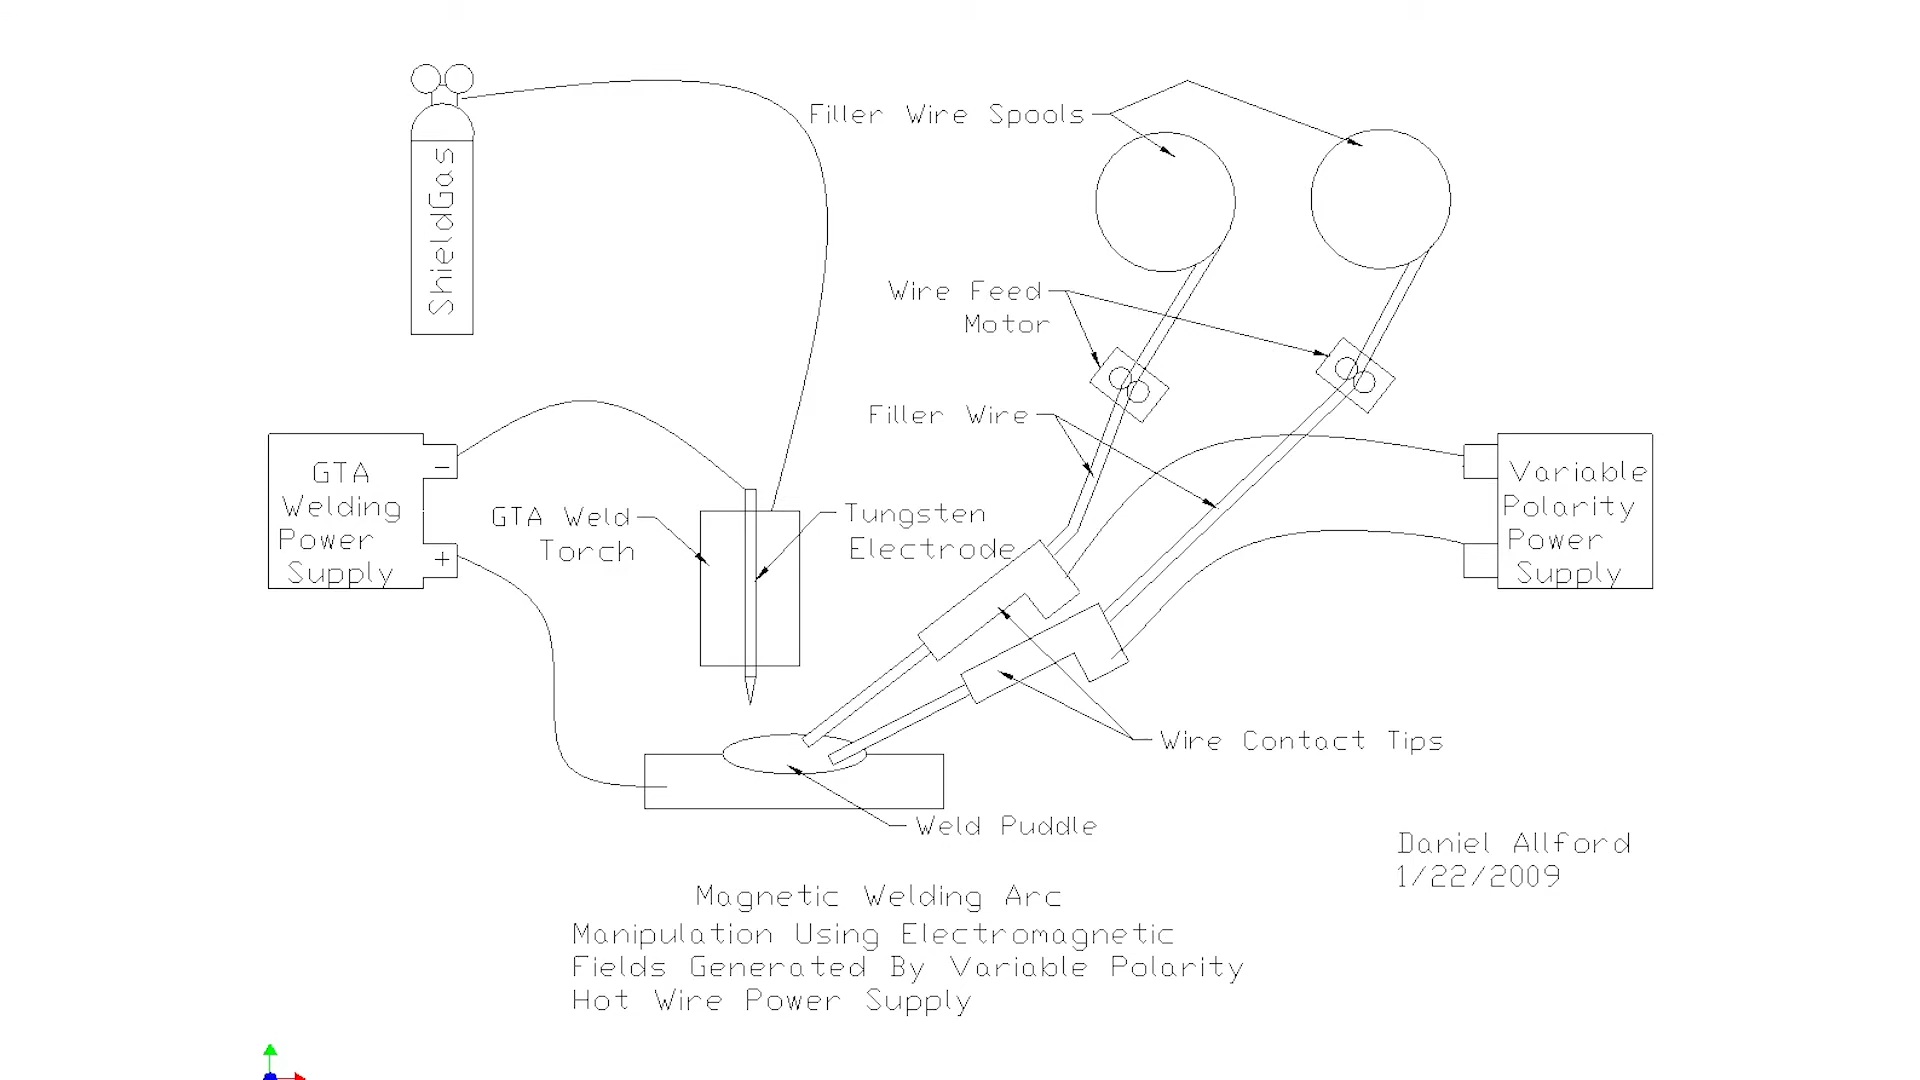 Filler Wire Spools
ShieldGas
Wire Feed
Motor
Filler Wire
GTA
Welding
Power
Supply
−
+
GTA Weld
Torch
Tungsten
Electrode
Variable
Polarity
Power
Supply
Wire Contact Tips
Weld Puddle
Daniel Allford
1/22/2009
Magnetic Welding Arc
Manipulation Using Electromagnetic
Fields Generated By Variable Polarity
Hot Wire Power Supply